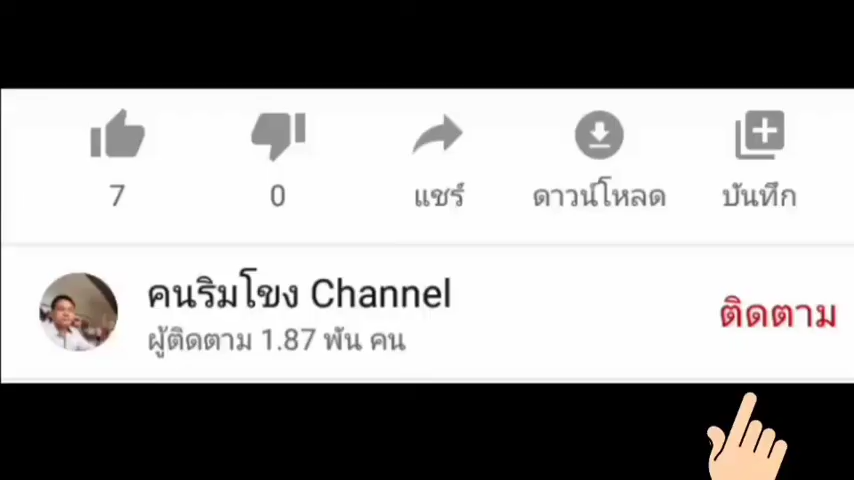 7 0 แชร์ ดาวน์โหลด บันทึก
คนริมโขง Channel ติดตาม
ผู้ติดตาม 1.87 พัน คน